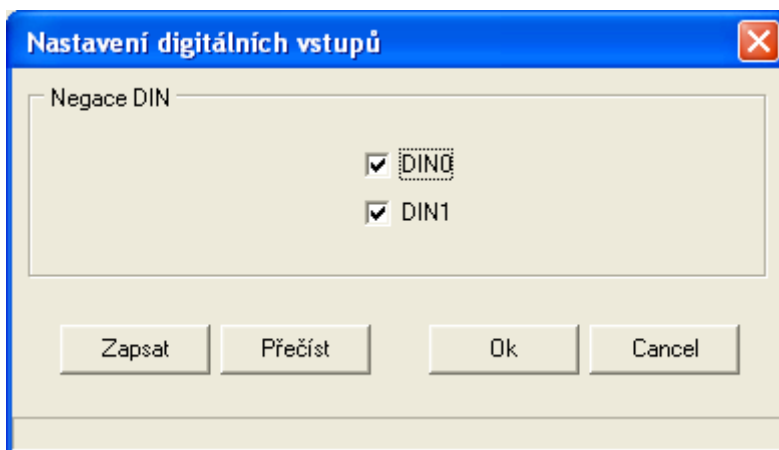 Nastavení digitálních vstupů
Negace DIN
DIN0
DIN1
Zapsat Přečíst Ok Cancel